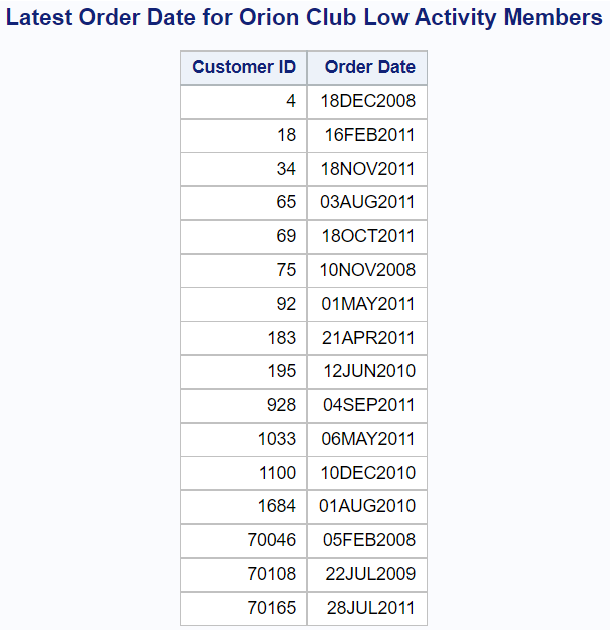 Latest Order Date for Orion Club Low Activity Members
Customer ID Order Date
4 18DEC2008
18 16FEB2011
34 18NOV2011
65 03AUG2011
69 18OCT2011
75 10NOV2008
92 01MAY2011
183 21APR2011
195 12JUN2010
928 04SEP2011
1033 06MAY2011
1100 10DEC2010
1684 01AUG2010
70046 05FEB2008
70108 22JUL2009
70165 28JUL2011